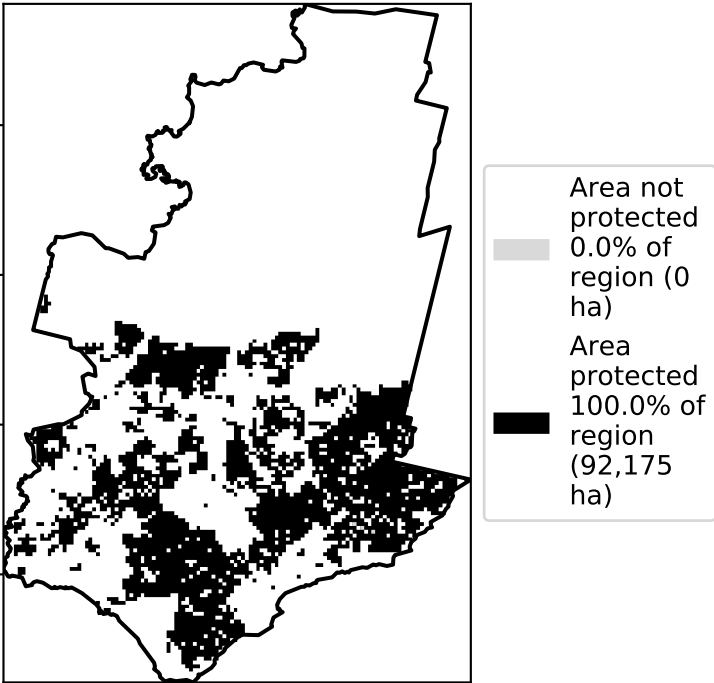 Area not
protected
0.0% of
region (0
ha)
Area
protected
100.0% of
region
(92,175
ha)